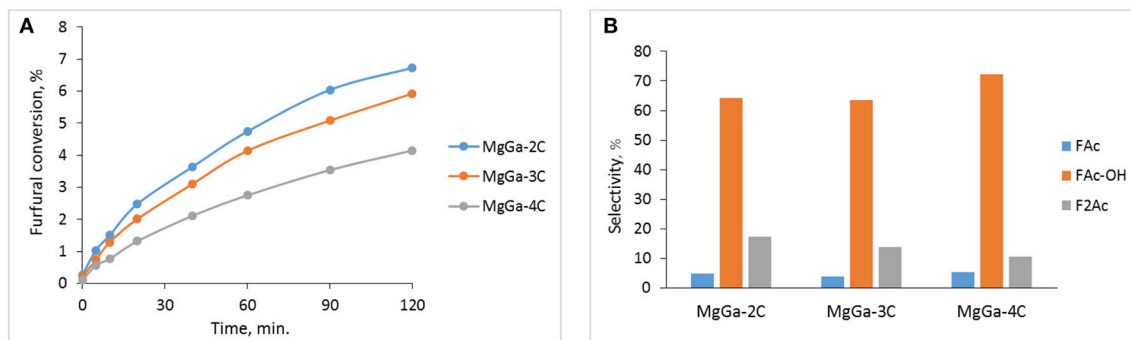 A
Furfural conversion, %
8
7
6
5
4
3
2
1
0
0 30 60 90 120
Time, min.
MgGa-2C
MgGa-3C
MgGa-4C
B
Selectivity, %
80
70
60
50
40
30
20
10
0
MgGa-2C MgGa-3C MgGa-4C
FAc
FAc-OH
F2Ac